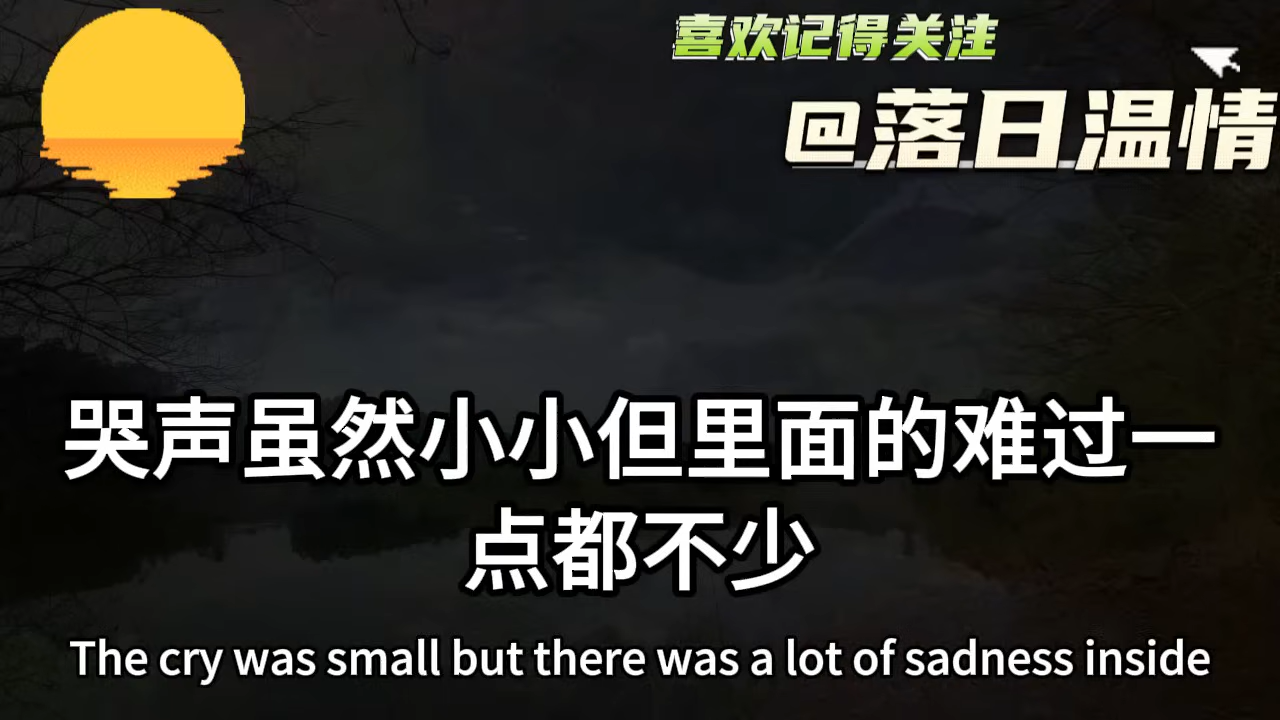 喜欢记得关注
@落日温情
哭声虽然小小但里面的难过一
点都不少
The cry was small but there was a lot of sadness inside